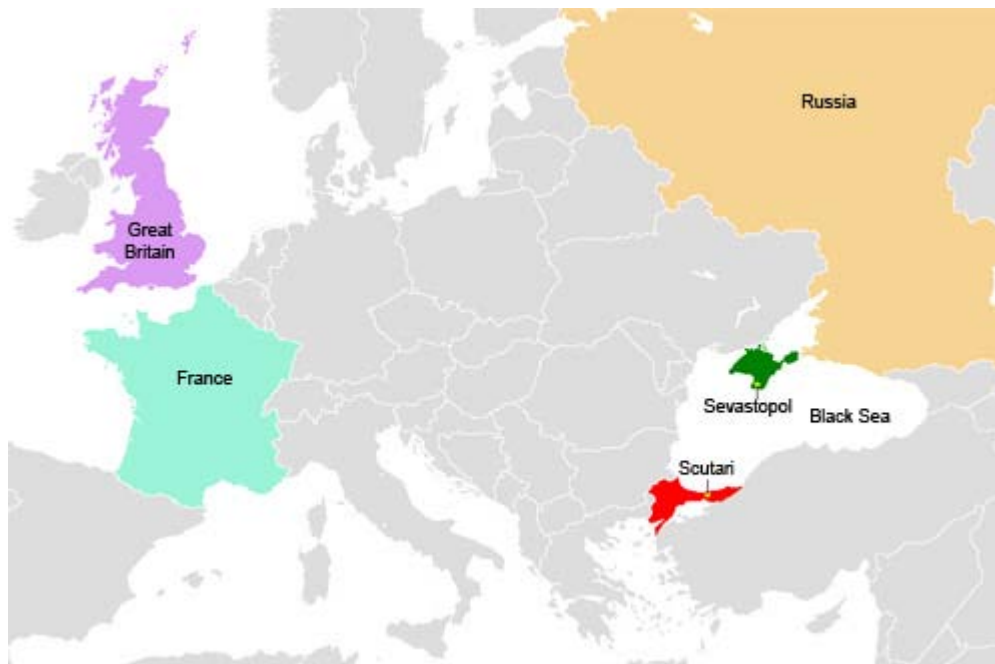 Russia
Great
Britain
France
Sevastopol
Black Sea
Scutari